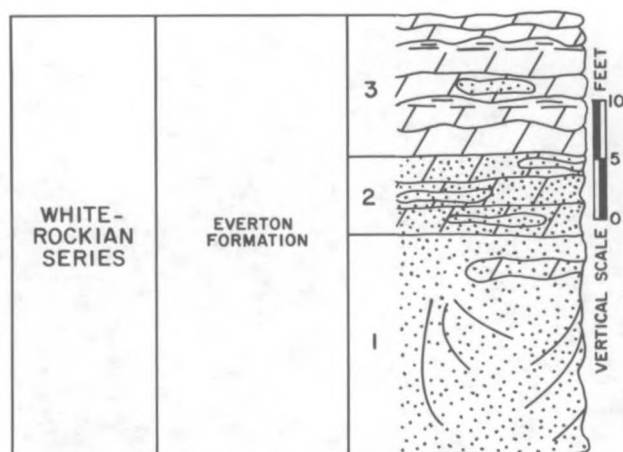 WHITE-
ROCKIAN
SERIES
EVERTON
FORMATION
3
2
1
10
5
0
VERTICAL SCALE FEET